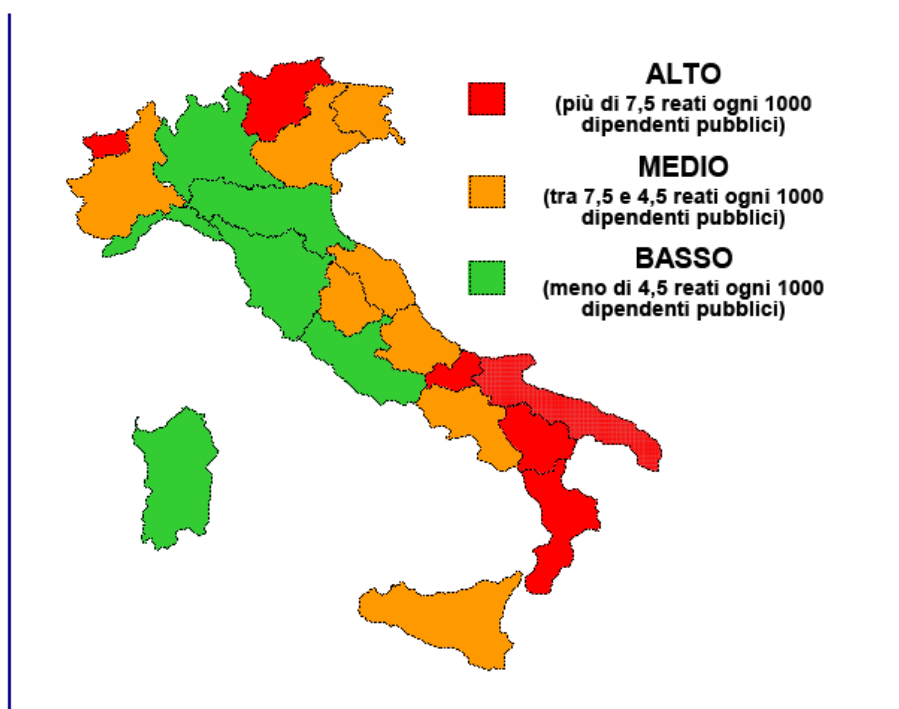 ALTO
(più di 7,5 reati ogni 1000
dipendenti pubblici)
MEDIO
(tra 7,5 e 4,5 reati ogni 1000
dipendenti pubblici)
BASSO
(meno di 4,5 reati ogni 1000
dipendenti pubblici)